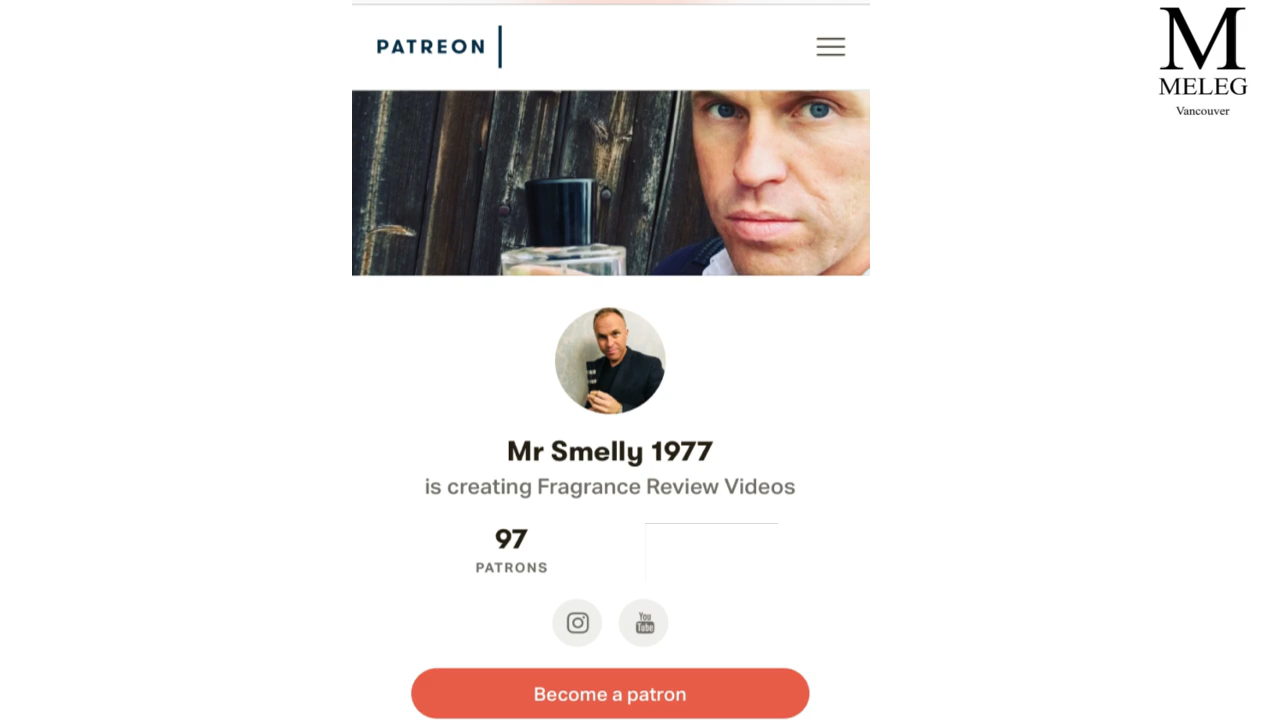 PATREON
M
MELEG
Vancouver
Mr Smelly 1977
is creating Fragrance Review Videos
97
PATRONS
You
Tube
Become a patron